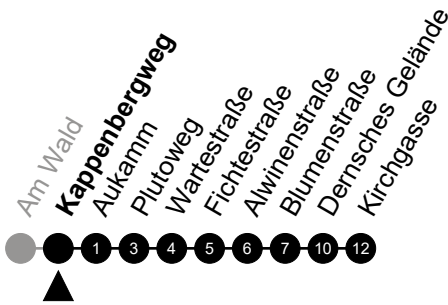 Am Wald
Kappenbergweg
Aukamm
Plutoweg
Wartestraße
Fichtestraße
Alwinenstraße
Blumenstraße
Dernsches Gelände
Kirchgasse
1 3 4 5 6 7 10 12